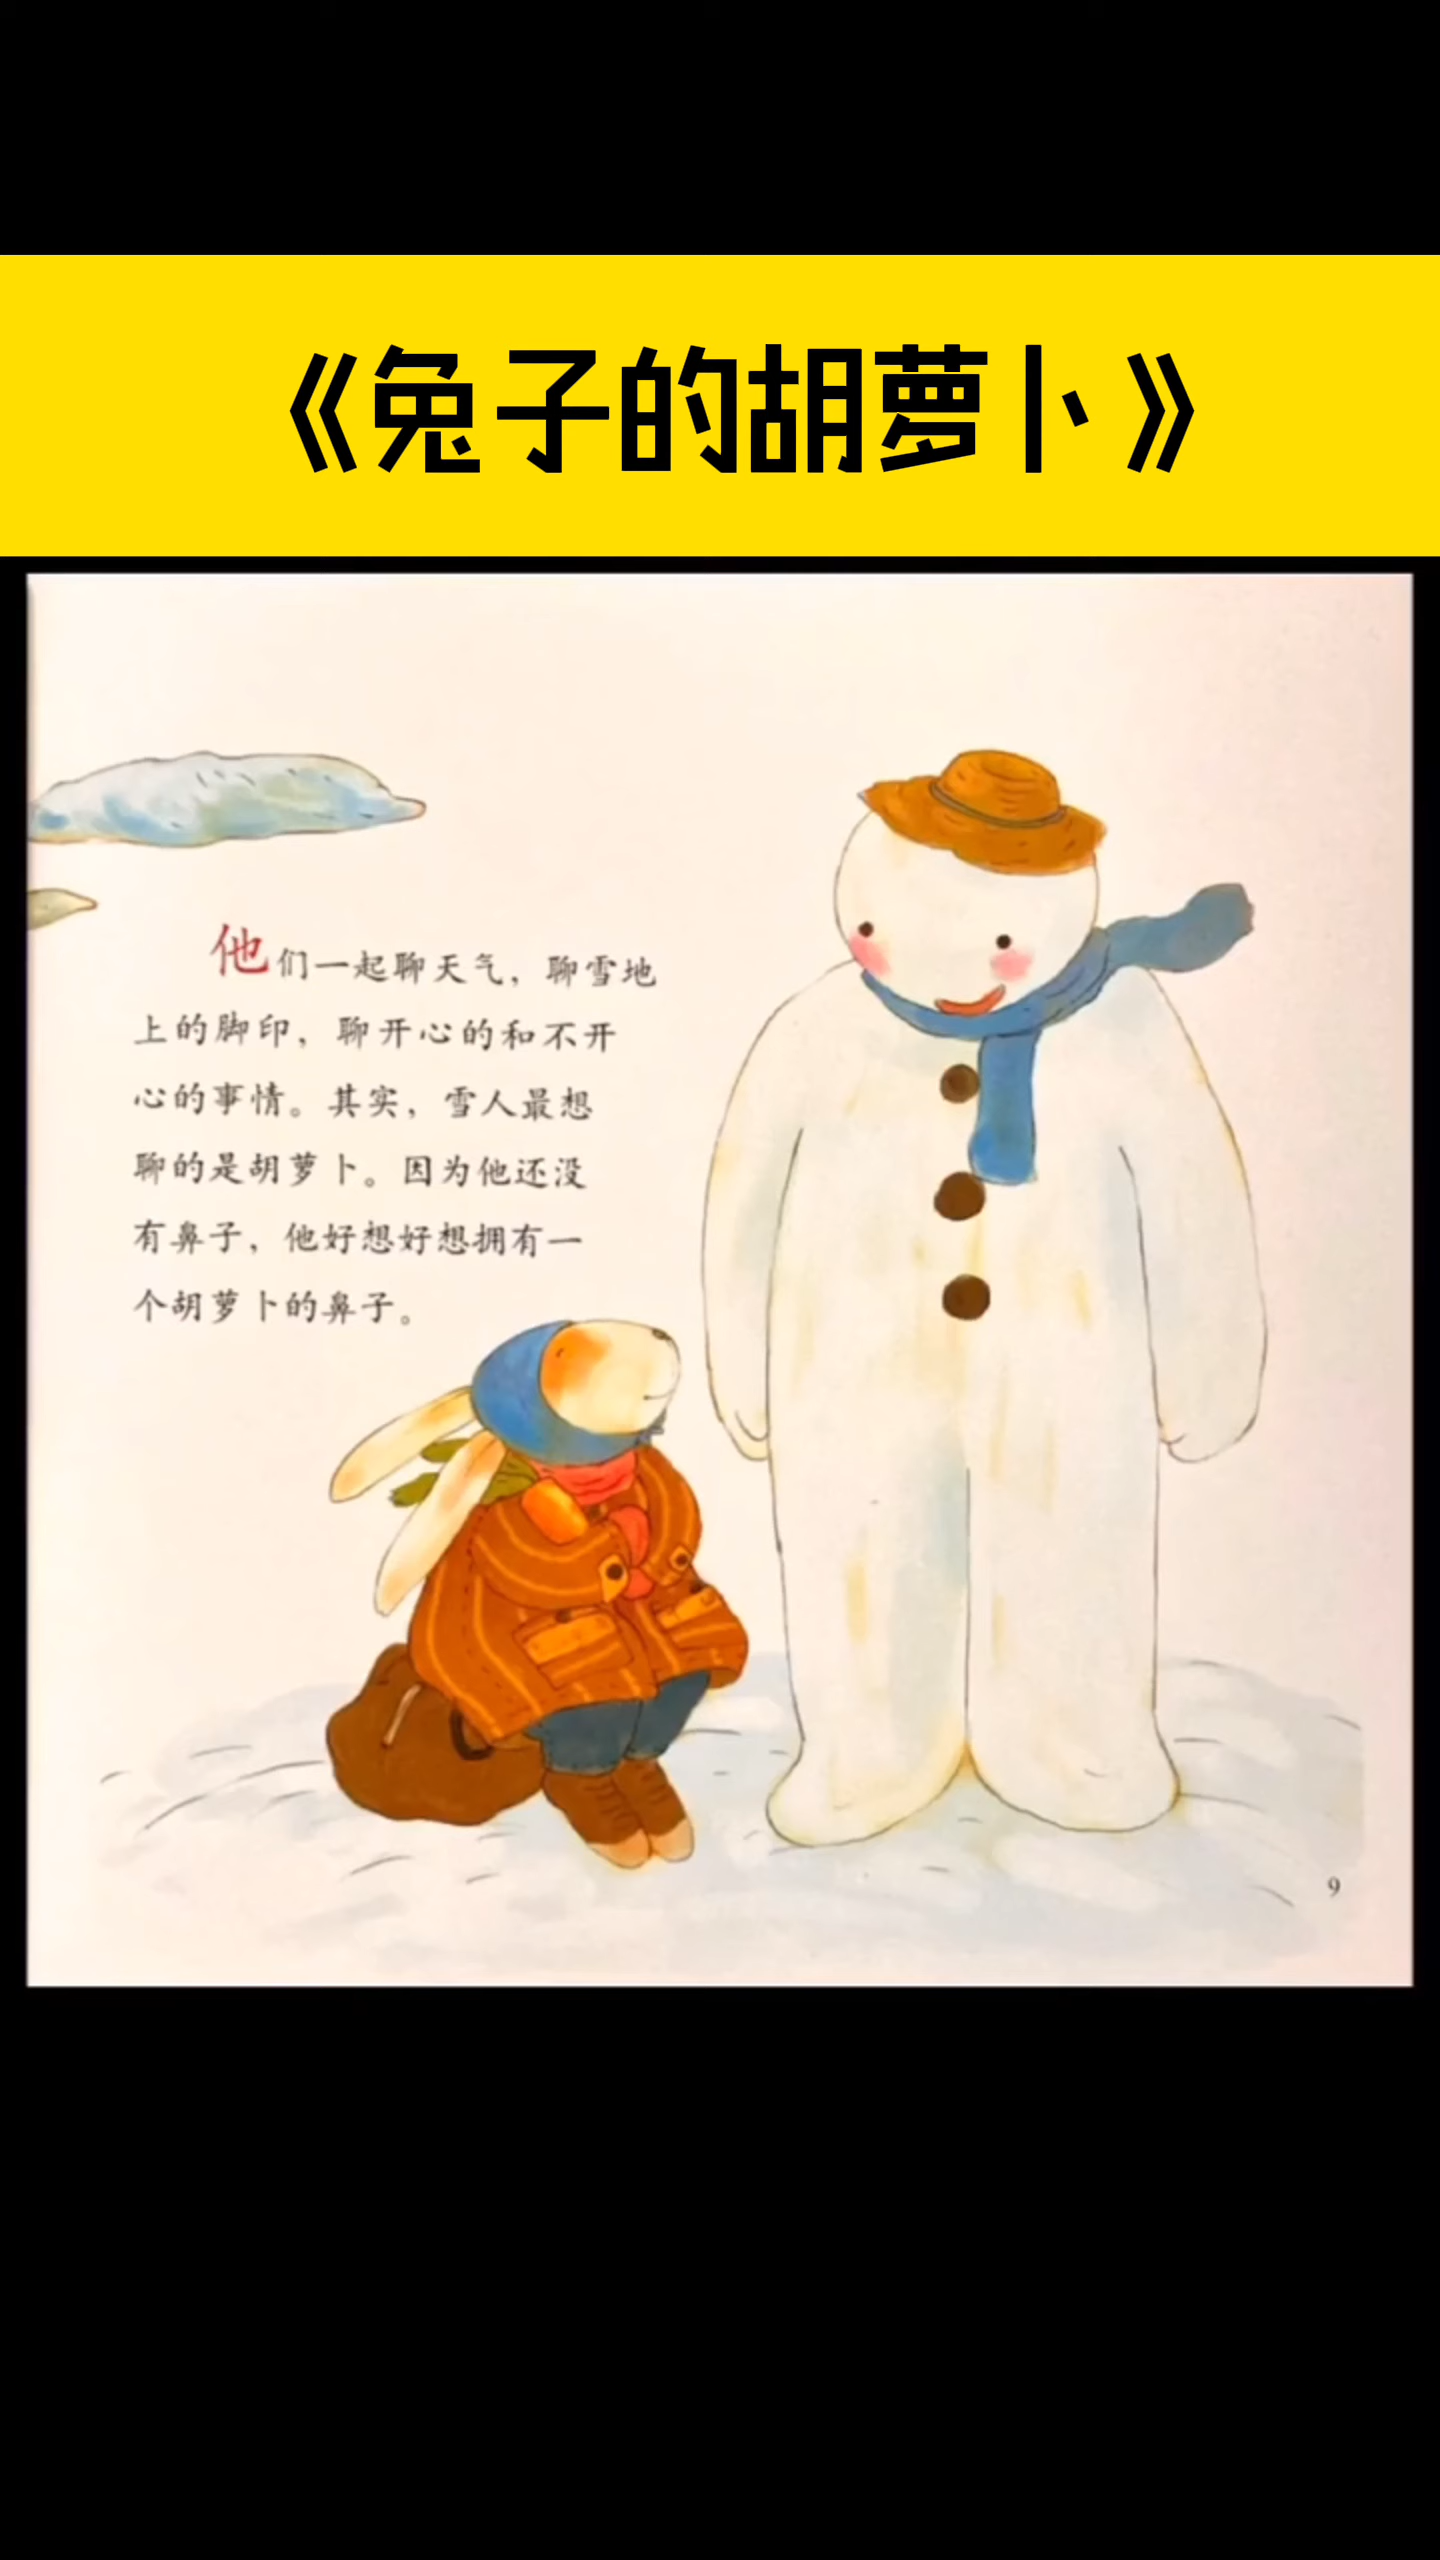 《兔子的胡萝卜》
他们一起聊天气，聊雪地
上的脚印，聊开心的和不开
心的事情。其实，雪人最想
聊的是胡萝卜。因为他还没
有鼻子，他好想好想拥有一
个胡萝卜的鼻子。
9